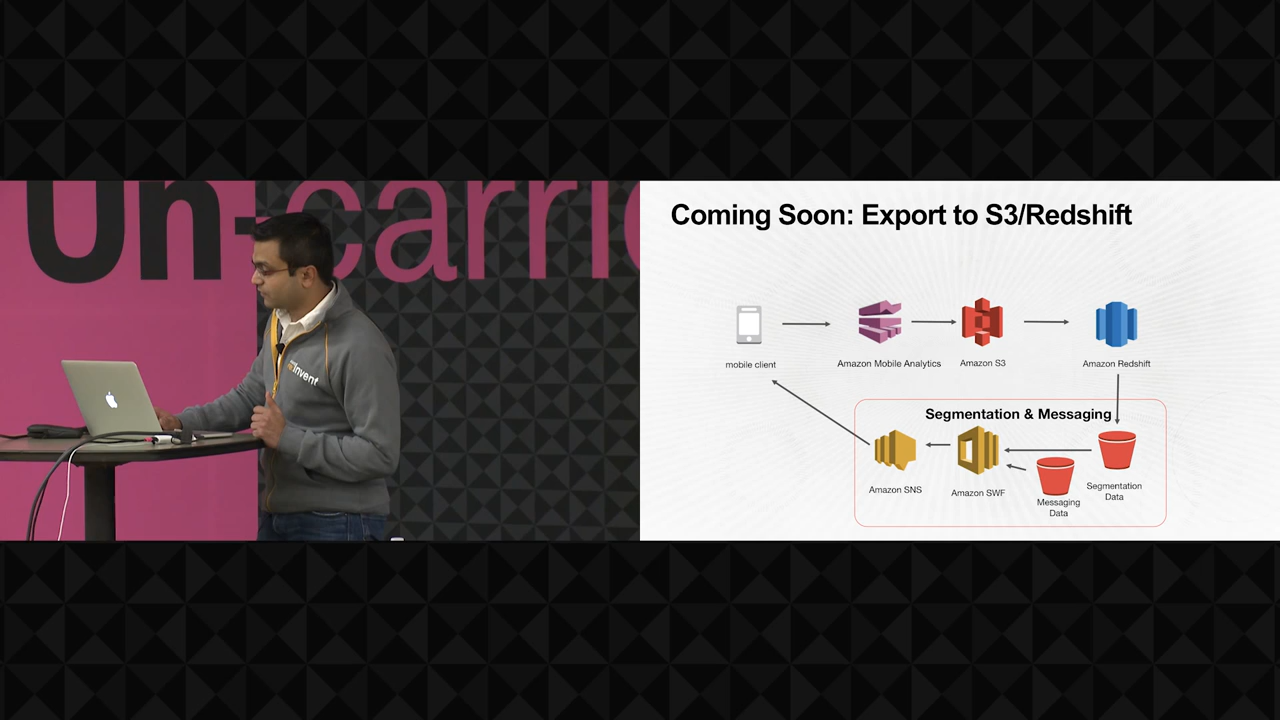 Un-carrie
Invent
Coming Soon: Export to S3/Redshift
mobile client
Amazon Mobile Analytics
Amazon S3
Amazon Redshift
Segmentation & Messaging
Amazon SNS
Amazon SWF
Messaging
Data
Segmentation
Data